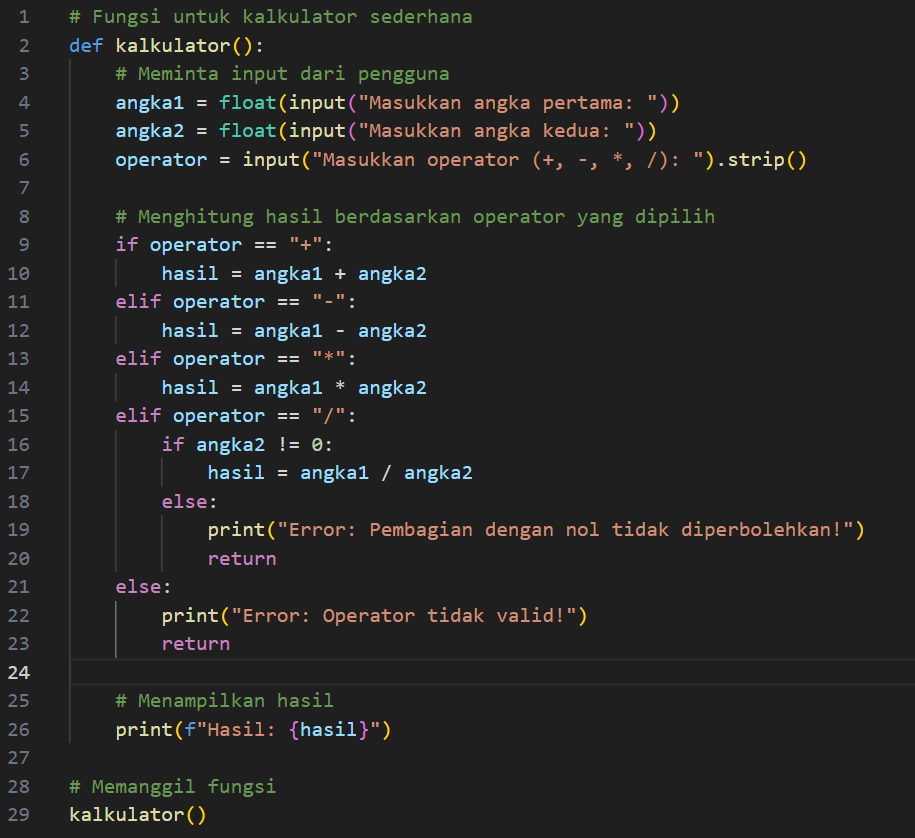 1 # Fungsi untuk kalkulator sederhana
2 def kalkulator():
3     # Meminta input dari pengguna
4     angka1 = float(input("Masukkan angka pertama: "))
5     angka2 = float(input("Masukkan angka kedua: "))
6     operator = input("Masukkan operator (+, -, *, /): ").strip()
7
8     # Menghitung hasil berdasarkan operator yang dipilih
9     if operator == "+":
10         hasil = angka1 + angka2
11     elif operator == "-":
12         hasil = angka1 - angka2
13     elif operator == "*":
14         hasil = angka1 * angka2
15     elif operator == "/":
16         if angka2 != 0:
17             hasil = angka1 / angka2
18         else:
19             print("Error: Pembagian dengan nol tidak diperbolehkan!")
20             return
21     else:
22         print("Error: Operator tidak valid!")
23         return
24
25     # Menampilkan hasil
26     print(f"Hasil: {hasil}")
27
28 # Memanggil fungsi
29 kalkulator()